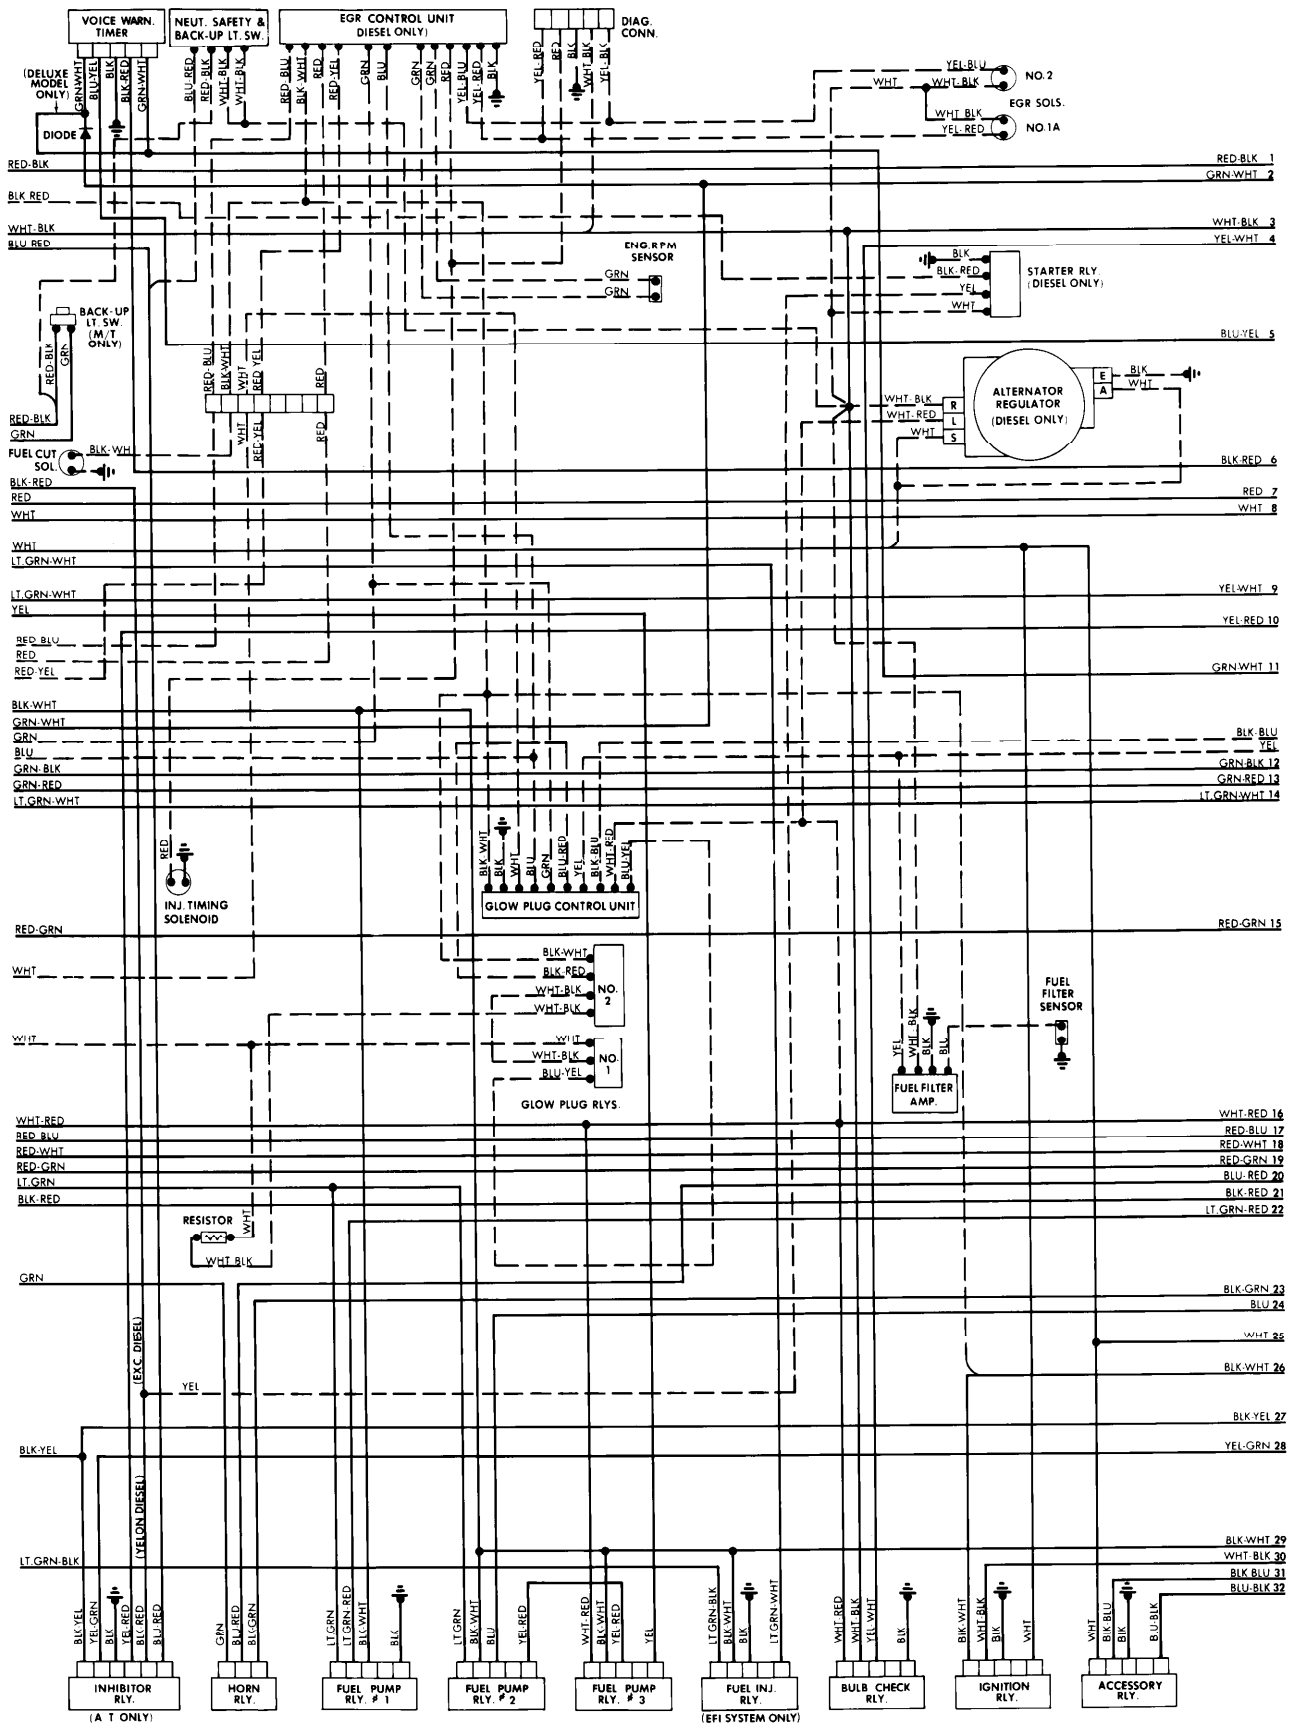 VOICE WARN. TIMER
NEUT. SAFETY & BACK-UP LT. SW.
EGR CONTROL UNIT (DIESEL ONLY)
DIAG. CONN.
(DELUXE MODEL ONLY)
GRN-WHT
BLU-YEL
BLK
BLK-RED
GRN-WHT
BLU-RED
RED-BLK
WHT-BLK
WHT-BLK
RED-BLU
BLK-WHT
RED
RED-YEL
GRN
BLU
GRN
GRN
RED
YEL-BLU
YEL-RED
BLK
YEL-RED
RED
BLK
WHT BLK
YEL-BLK
YEL-BLU
WHT
WHT-BLK
NO.2
EGR SOLS.
WHT BLK
YEL-RED
NO.1A
DIODE
RED-BLK
RED-BLK 1
GRN-WHT 2
BLK RED
WHT-BLK
WHT-BLK 3
BLU RED
YEL-WHT 4
ENG.RPM SENSOR
GRN
GRN
BLK
BLK-RED
YEL
WHT
STARTER RLY. (DIESEL ONLY)
BACK-UP LT. SW. (M/T ONLY)
RED-BLK
GRN
BLU-YEL 5
RED-BLU
BLK-WHT
WHT
RED YEL
RED
WHT
RED-YEL
RED
ALTERNATOR REGULATOR (DIESEL ONLY)
E
A
R
L
S
BLK
WHT
WHT-BLK
WHT-RED
WHT
RED-BLK
GRN
FUEL CUT SOL.
BLK-WH
BLK-RED
BLK-RED 6
RED
RED 7
WHT
WHT 8
WHT
LT.GRN-WHT
LT.GRN-WHT
YEL-WHT 9
YEL
YEL-RED 10
RED BLU
RED
RED-YEL
GRN-WHT 11
BLK-WHT
GRN-WHT
GRN
BLU
BLK-BLU
YEL
GRN-BLK
GRN-BLK 12
GRN-RED
GRN-RED 13
LT.GRN-WHT
LT.GRN-WHT 14
RED
INJ. TIMING SOLENOID
BLK-WHT
BLK
WHT
BLU
GRN
BLU-RED
YEL
BLK-BLU
WHT-RED
BLU-YEL
GLOW PLUG CONTROL UNIT
RED-GRN
RED-GRN 15
BLK-WHT
BLK-RED
WHT-BLK
WHT-BLK
NO. 2
WHT
WHT
WHT
WHT-BLK
BLU-YEL
NO. 1
GLOW PLUG RLYS.
FUEL FILTER SENSOR
YEL
WHT-BLK
BLK
BLU
FUEL FILTER AMP.
WHT-RED
WHT-RED 16
RED BLU
RED-BLU 17
RED-WHT
RED-WHT 18
RED-GRN
RED-GRN 19
LT.GRN
BLU-RED 20
BLK-RED
BLK-RED 21
LT.GRN-RED 22
RESISTOR
WHT
WHT BLK
GRN
BLK-GRN 23
BLU 24
WHT 25
BLK-WHT 26
(EXC. DIESEL)
YEL
BLK-YEL 27
BLK-YEL
YEL-GRN 28
(YEL ON DIESEL)
BLK-WHT 29
LT.GRN-BLK
WHT-BLK 30
BLK BLU 31
BLU-BLK 32
BLK-YEL
YEL-GRN
BLK
YEL-RED
BLK-RED
BLU-RED
INHIBITOR RLY.
(A T ONLY)
GRN
BLU-RED
BLK-GRN
HORN RLY.
LT.GRN
LT.GRN-RED
BLK-WHT
BLK
FUEL PUMP RLY. #1
LT.GRN
BLK-WHT
BLU
YEL-RED
FUEL PUMP RLY. #2
WHT-RED
BLK-WHT
YEL-RED
YEL
FUEL PUMP RLY. #3
LT.GRN-BLK
BLK-WHT
BLK
LT.GRN-WHT
FUEL INJ. RLY.
(EFI SYSTEM ONLY)
WHT-RED
WHT-BLK
YEL-WHT
BLK
BULB CHECK RLY.
BLK-WHT
WHT-BLK
BLK
WHT
IGNITION RLY.
WHT
BLK-BLU
BLK
BLU-BLK
ACCESSORY RLY.